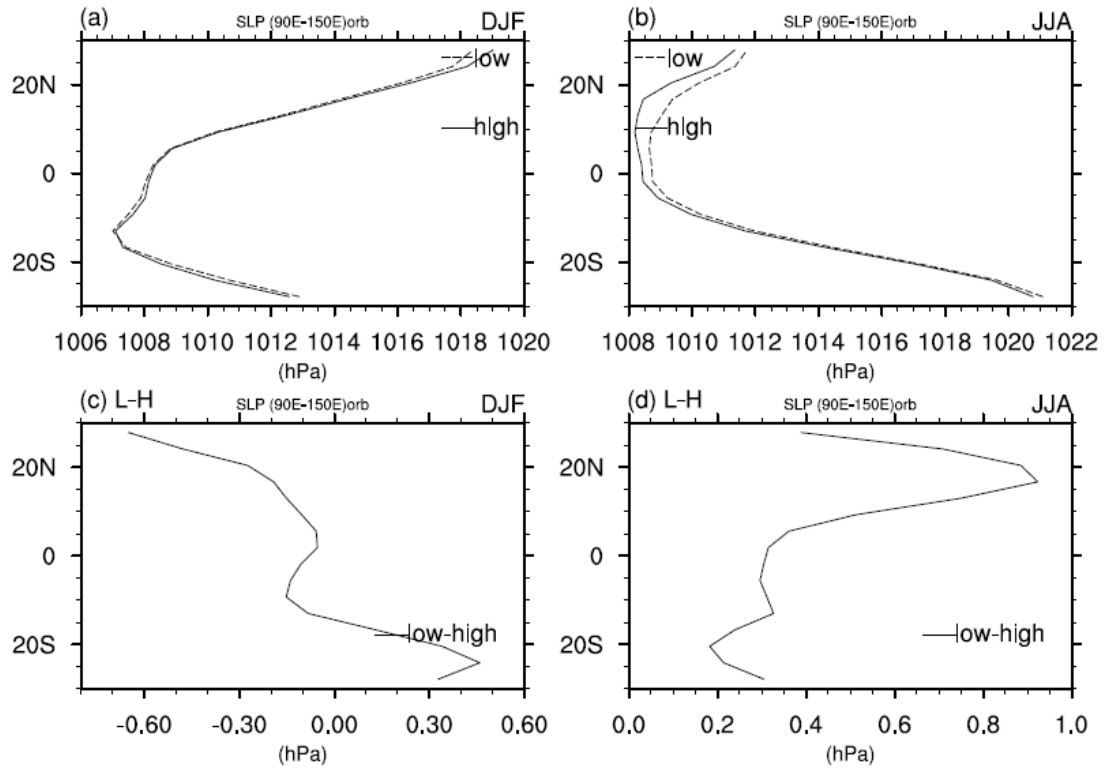 (a) SLP (90E-150E)orb DJF
low
high
20N
0
20S
1006 1008 1010 1012 1014 1016 1018 1020
(hPa)
(b) SLP (90E-150E)orb JJA
low
high
20N
0
20S
1008 1010 1012 1014 1016 1018 1020 1022
(hPa)
(c) L-H SLP (90E-150E)orb DJF
20N
0
20S
low-high
-0.60 -0.30 0.00 0.30 0.60
(hPa)
(d) L-H SLP (90E-150E)orb JJA
20N
0
20S
low-high
0.0 0.2 0.4 0.6 0.8 1.0
(hPa)